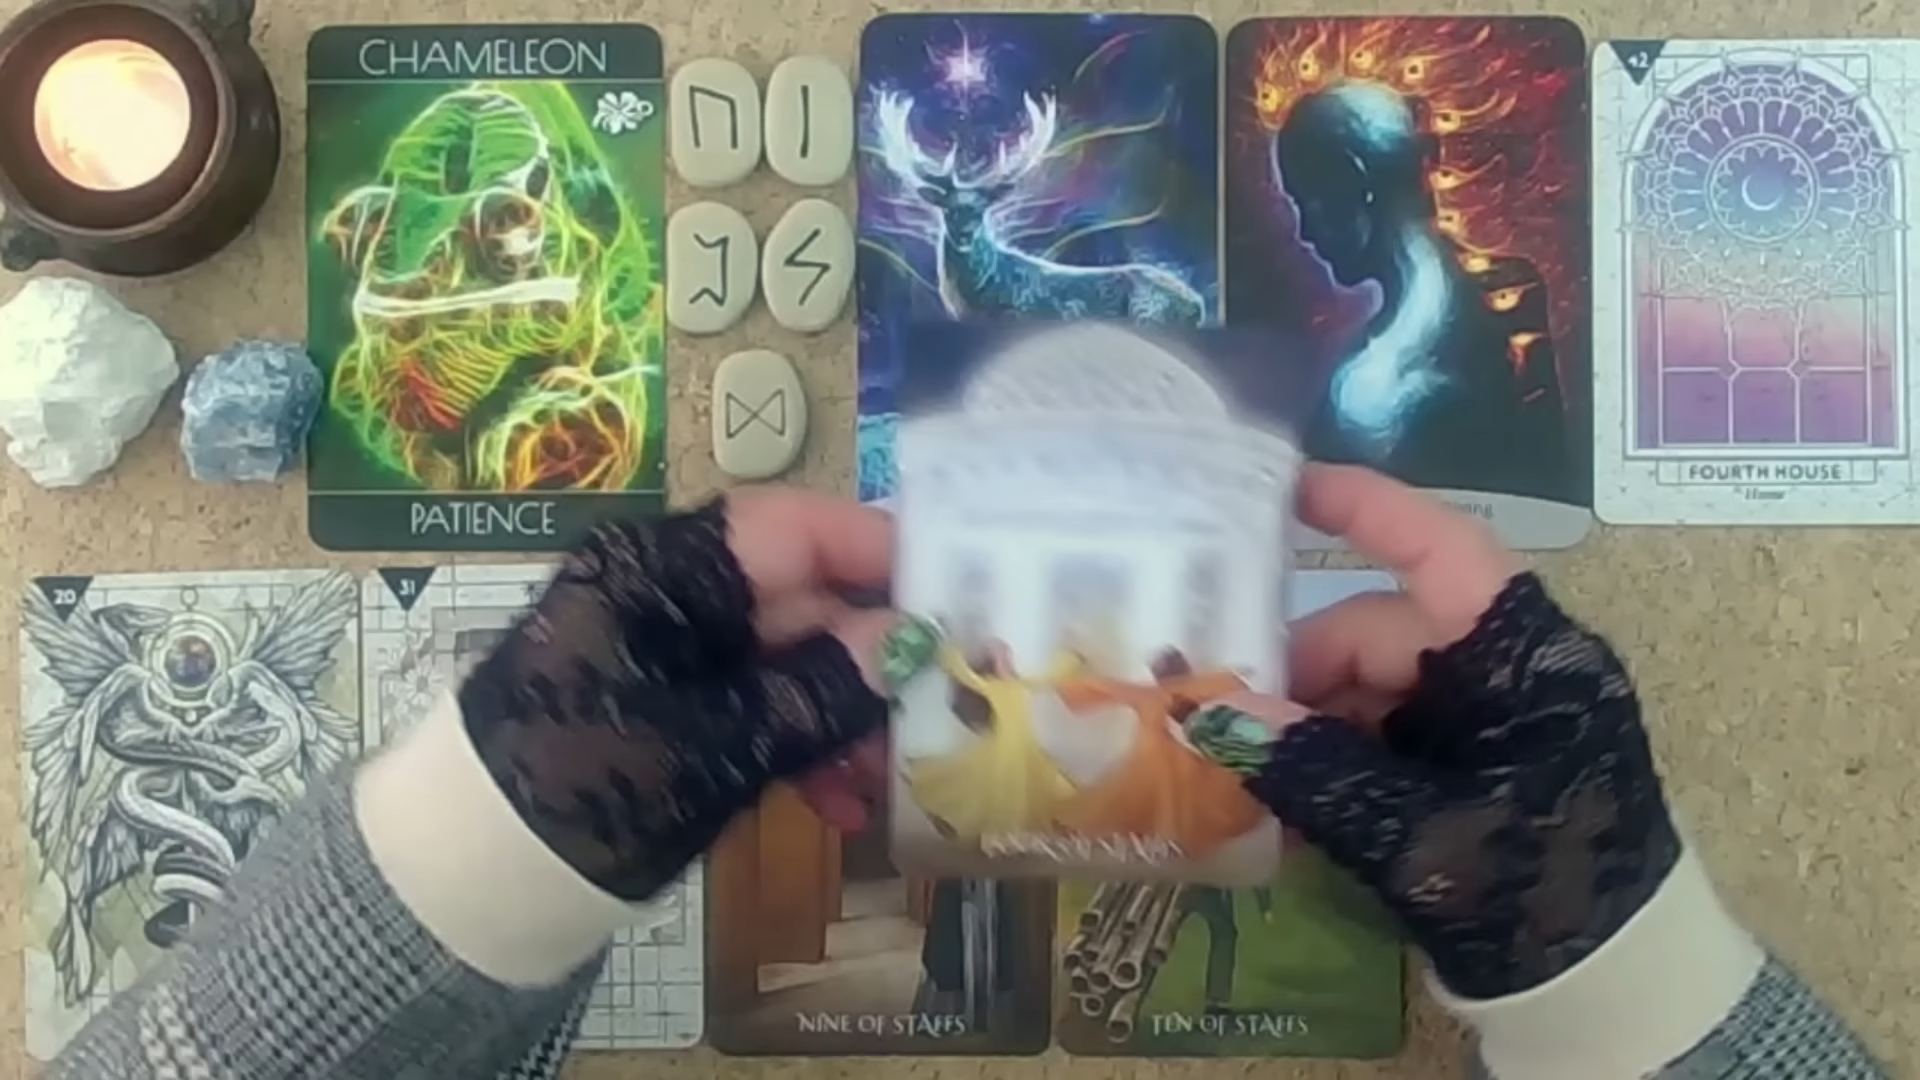 CHAMELEON
PATIENCE
42
FOURTH HOUSE
Home
20
31
NINE OF STAFFS
TEN OF STAFFS